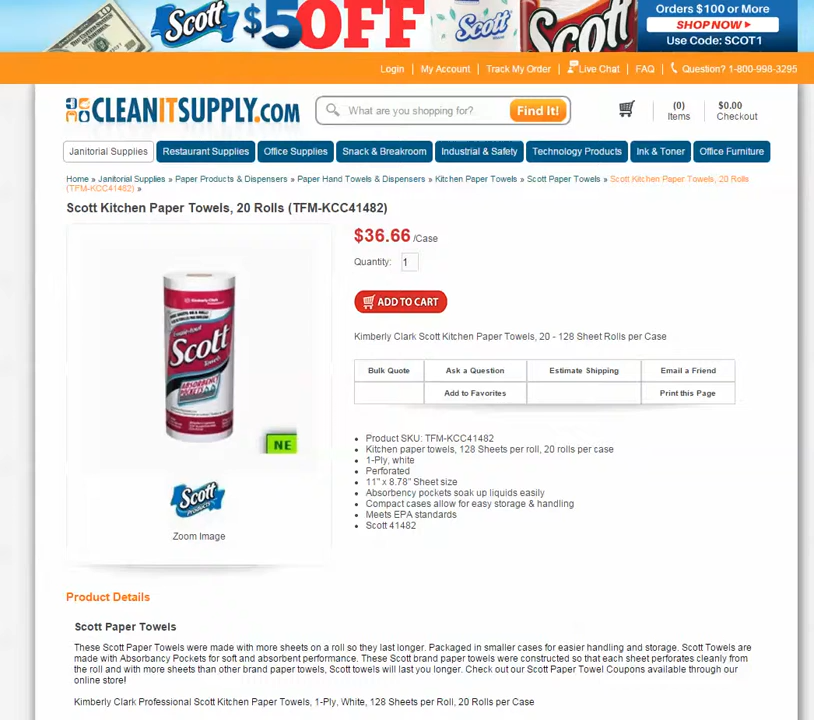 Scott $5 OFF Scott Scott Orders $100 or More
SHOP NOW ▸
Use Code: SCOT1
Login | My Account | Track My Order | Live Chat | FAQ | Question? 1-800-998-3295
CLEANITSUPPLY.COM What are you shopping for? Find It! (0) Items $0.00 Checkout
Janitorial Supplies Restaurant Supplies Office Supplies Snack & Breakroom Industrial & Safety Technology Products Ink & Toner Office Furniture
Home » Janitorial Supplies » Paper Products & Dispensers » Paper Hand Towels & Dispensers » Kitchen Paper Towels » Scott Paper Towels » Scott Kitchen Paper Towels, 20 Rolls
(TFM-KCC41482) »
Scott Kitchen Paper Towels, 20 Rolls (TFM-KCC41482)
$36.66 /Case
Quantity: 1
ADD TO CART
Kimberly Clark Scott Kitchen Paper Towels, 20 - 128 Sheet Rolls per Case
Bulk Quote Ask a Question Estimate Shipping Email a Friend
Add to Favorites Print this Page
Scott
Towels
ABSORBENCY
POCKETS
NE
Scott
PRODUCTS
Zoom Image
• Product SKU: TFM-KCC41482
• Kitchen paper towels, 128 Sheets per roll, 20 rolls per case
• 1-Ply, white
• Perforated
• 11" x 8.78" Sheet size
• Absorbency pockets soak up liquids easily
• Compact cases allow for easy storage & handling
• Meets EPA standards
• Scott 41482
Product Details
Scott Paper Towels
These Scott Paper Towels were made with more sheets on a roll so they last longer. Packaged in smaller cases for easier handling and storage. Scott Towels are
made with Absorbancy Pockets for soft and absorbent performance. These Scott brand paper towels were constructed so that each sheet perforates cleanly from
the roll and with more sheets than other brand paper towels, Scott towels will last you longer. Check out our Scott Paper Towel Coupons available through our
online store!
Kimberly Clark Professional Scott Kitchen Paper Towels, 1-Ply, White, 128 Sheets per Roll, 20 Rolls per Case